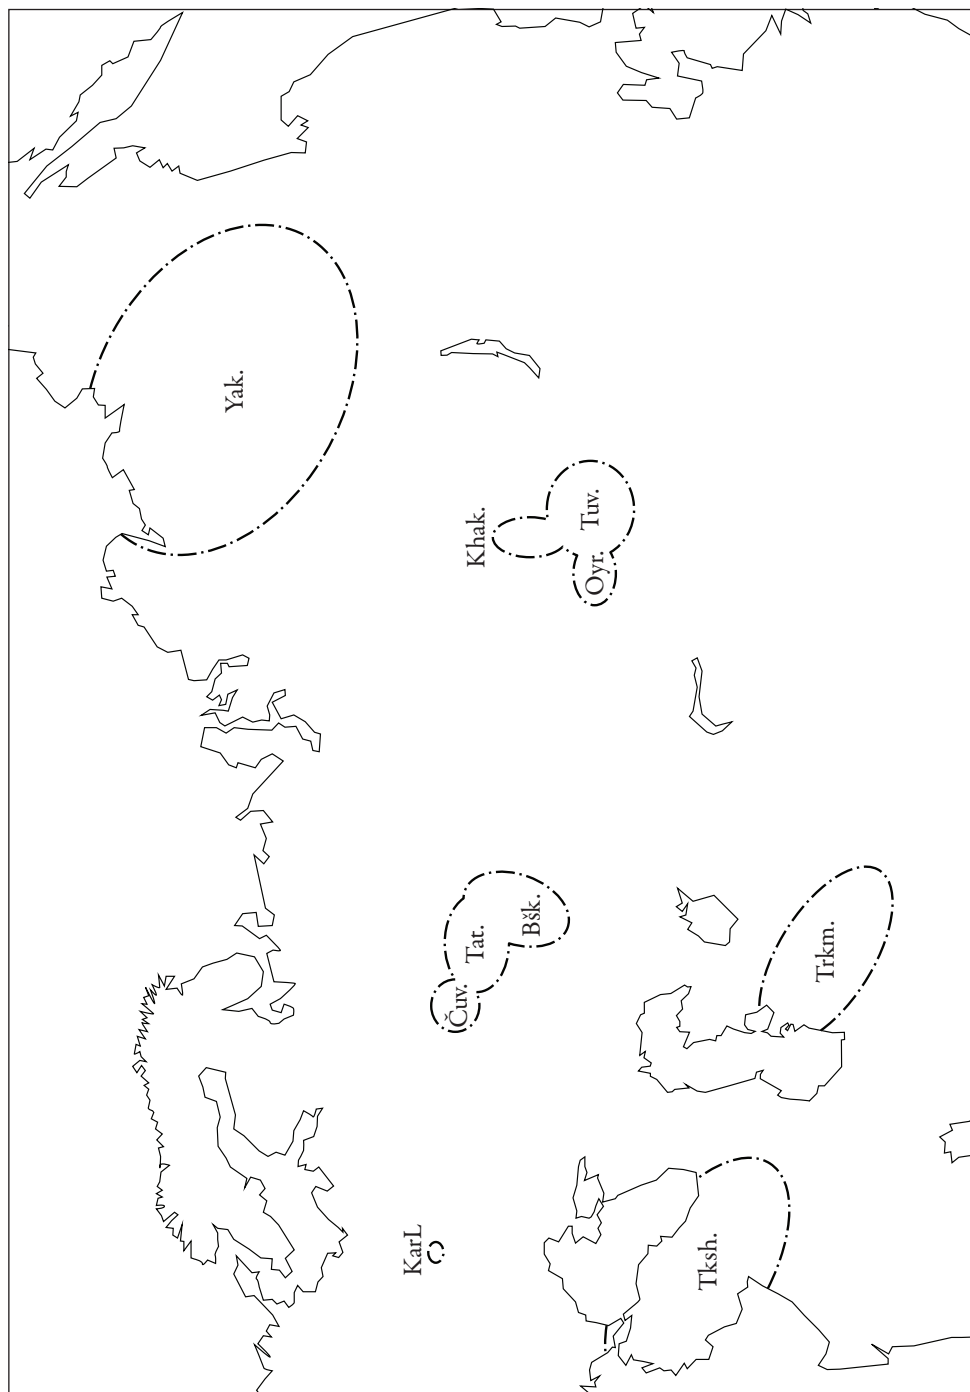 Yak.
Khak.
Tuv.
Oyr.
Tat.
Bšk.
Čuv.
Trkm.
KarL
Tksh.